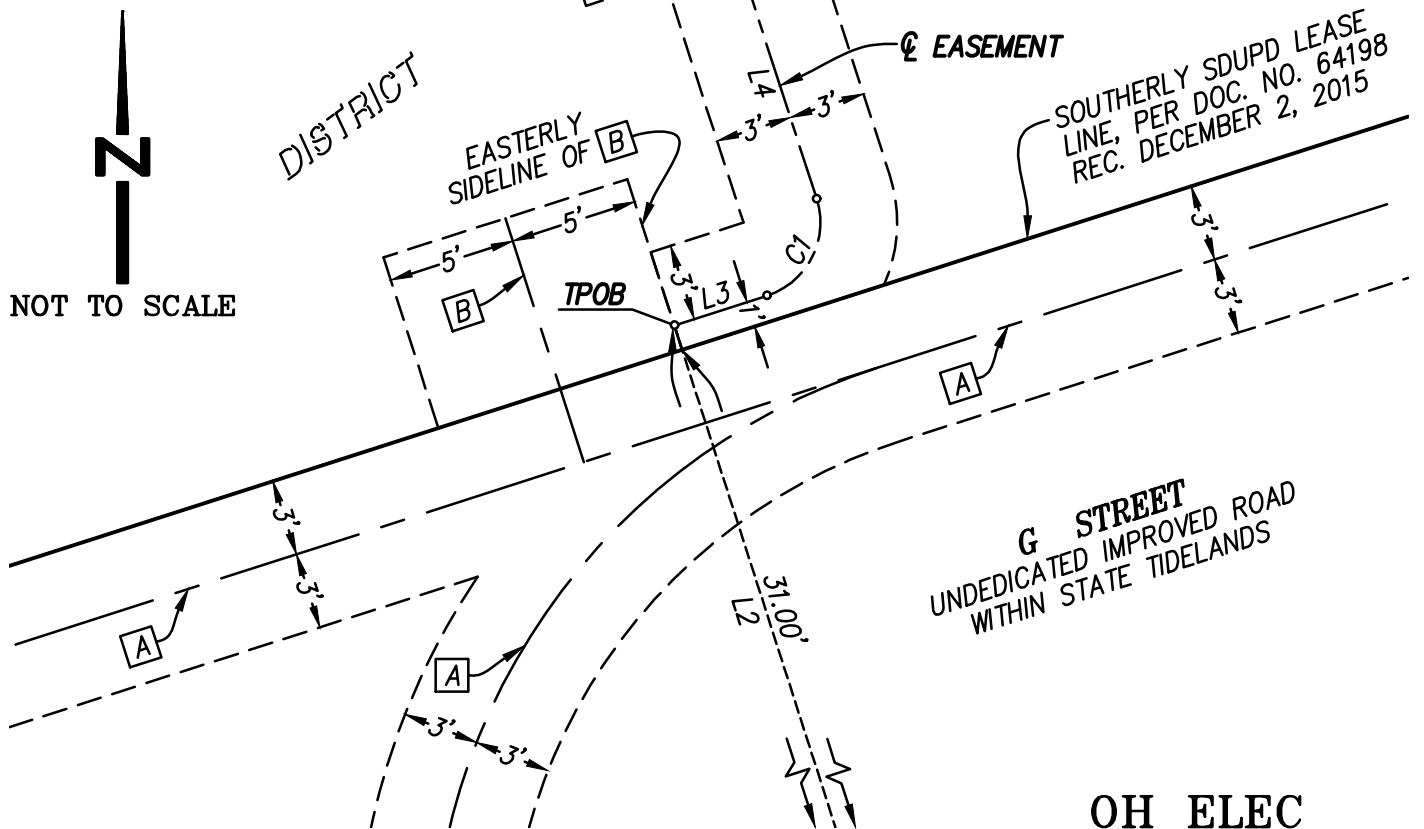 ℄ EASEMENT
L4
SOUTHERLY SDUPD LEASE
LINE, PER DOC. NO. 64198
REC. DECEMBER 2, 2015
DISTRICT
3'
3'
N
EASTERLY
SIDELINE OF B
5'
5'
3'
C1
3'
3'
NOT TO SCALE
B
TPOB
L3
1'
A
3'
3'
G STREET
UNDEDICATED IMPROVED ROAD
WITHIN STATE TIDELANDS
31.00'
L2
A
A
3'
3'
OH ELEC